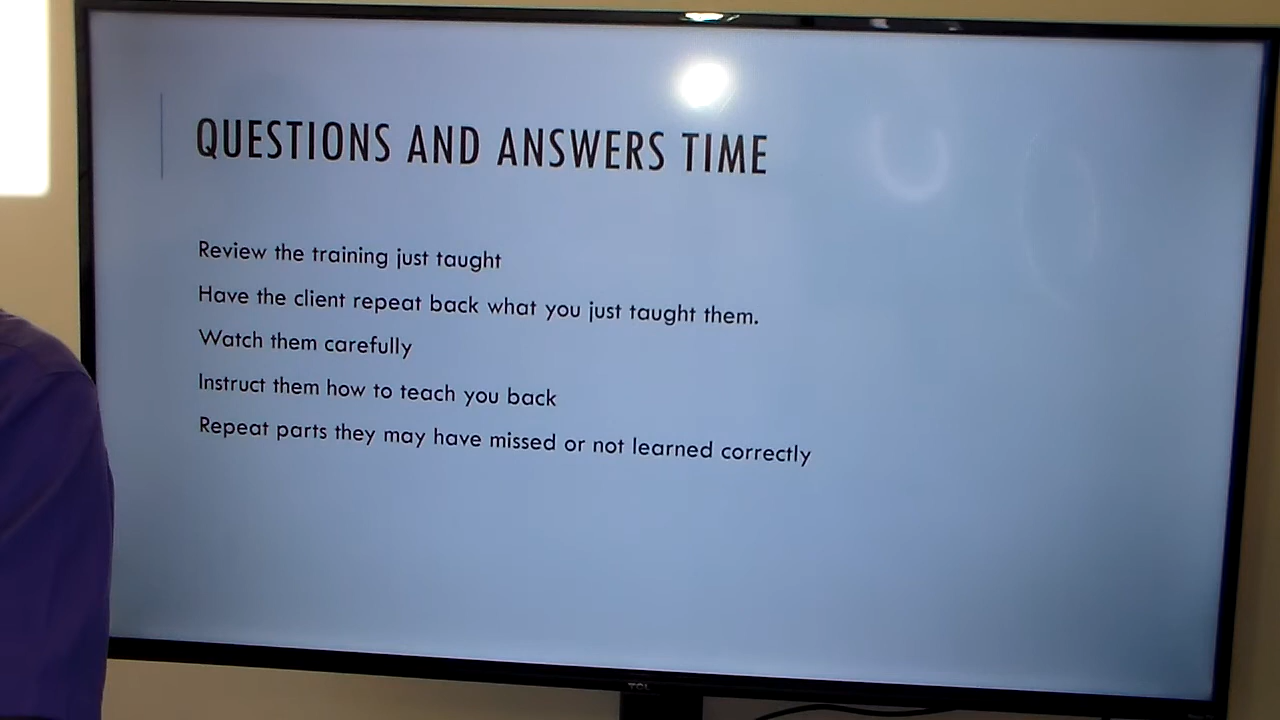 QUESTIONS AND ANSWERS TIME
Review the training just taught
Have the client repeat back what you just taught them.
Watch them carefully
Instruct them how to teach you back
Repeat parts they may have missed or not learned correctly
TCL